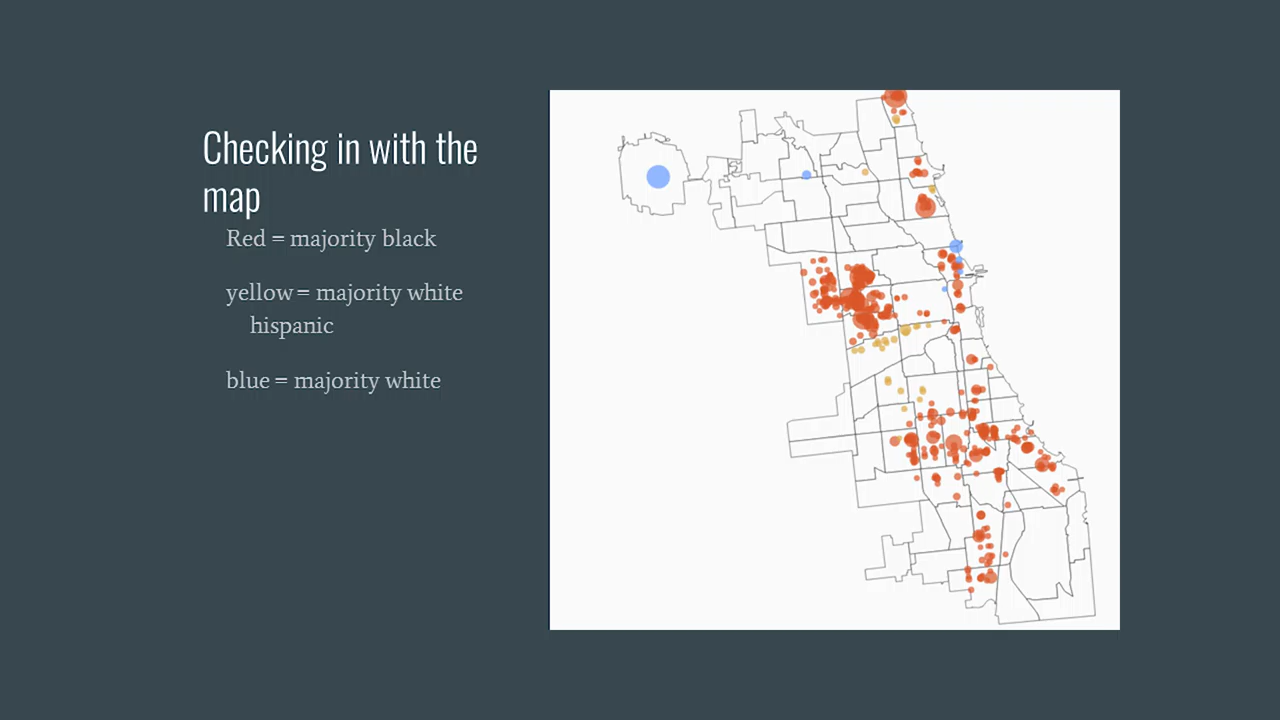 Checking in with the
map
Red = majority black
yellow = majority white
hispanic
blue = majority white